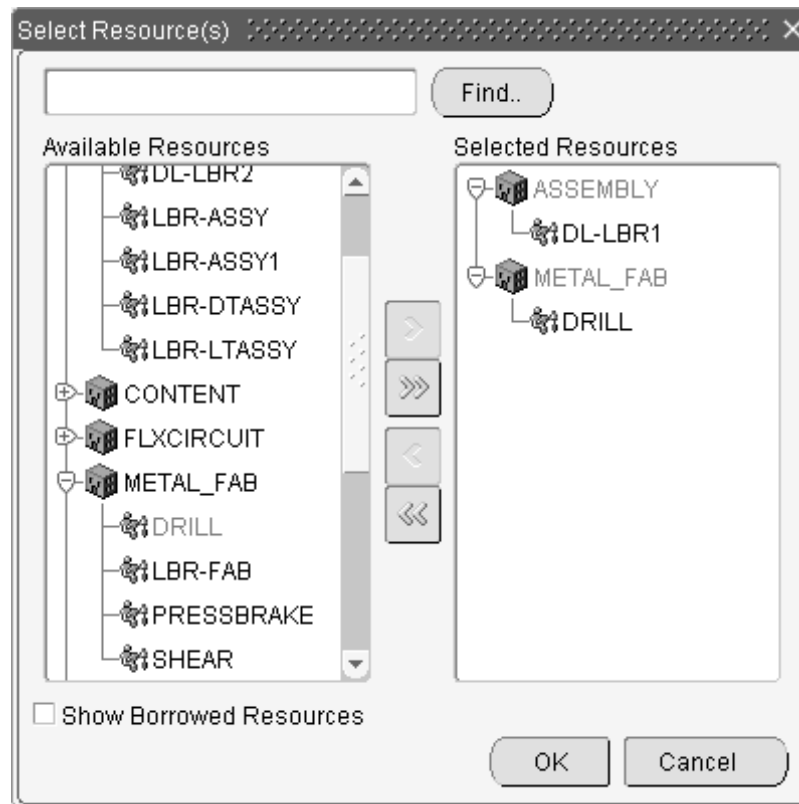 Select Resource(s)
Find..
Available Resources
DL-LBR2
LBR-ASSY
LBR-ASSY1
LBR-DTASSY
LBR-LTASSY
CONTENT
FLXCIRCUIT
METAL_FAB
DRILL
LBR-FAB
PRESSBRAKE
SHEAR
Selected Resources
ASSEMBLY
DL-LBR1
METAL_FAB
DRILL
Show Borrowed Resources
OK Cancel